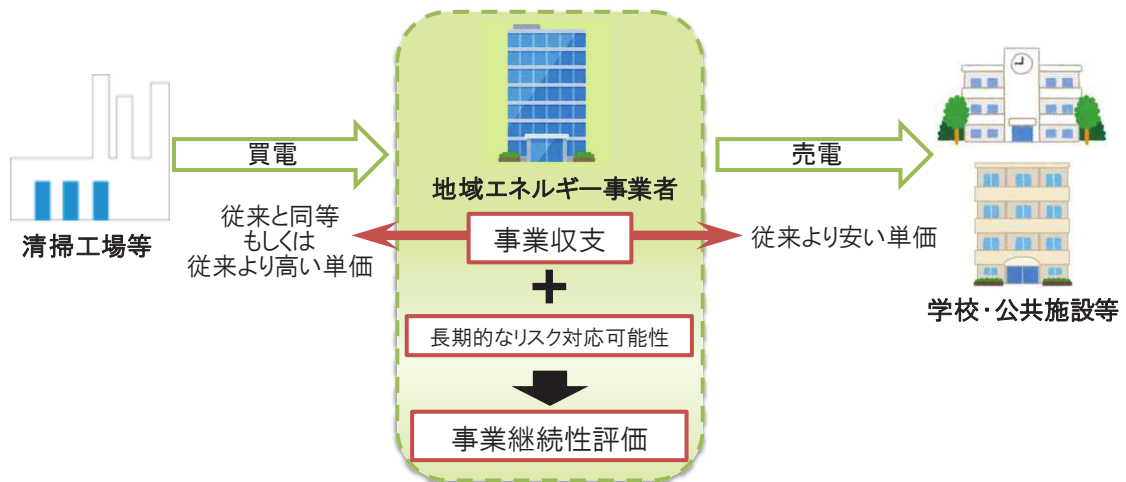 買電
売電
地域エネルギー事業者
清掃工場等
従来と同等
もしくは
従来より高い単価
事業収支
従来より安い単価
+
学校・公共施設等
長期的なリスク対応可能性
事業継続性評価